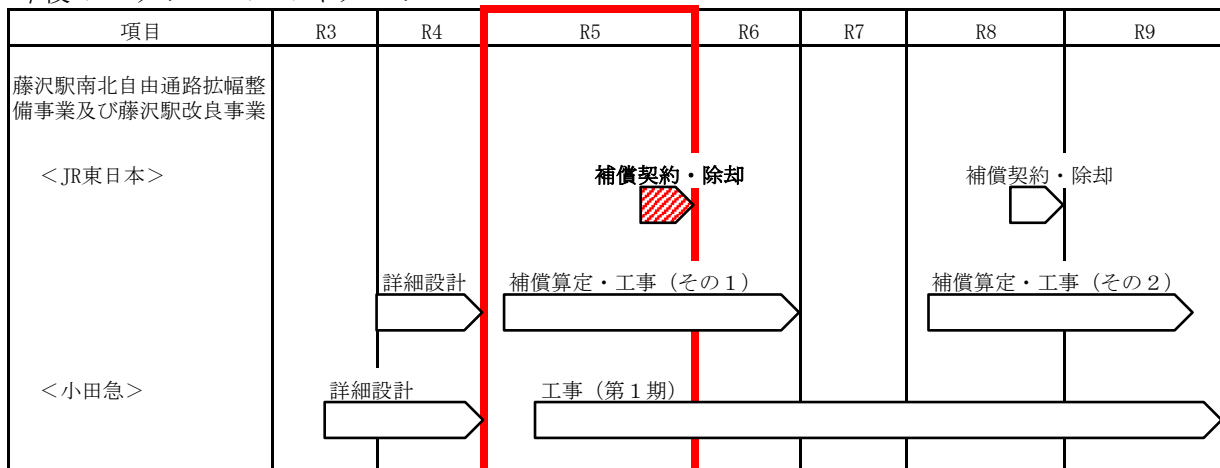 項目 R3 R4 R5 R6 R7 R8 R9
藤沢駅南北自由通路拡幅整
備事業及び藤沢駅改良事業
＜JR東日本＞ 補償契約・除却 補償契約・除却
詳細設計 補償算定・工事（その１） 補償算定・工事（その２）
＜小田急＞ 詳細設計 工事（第１期）